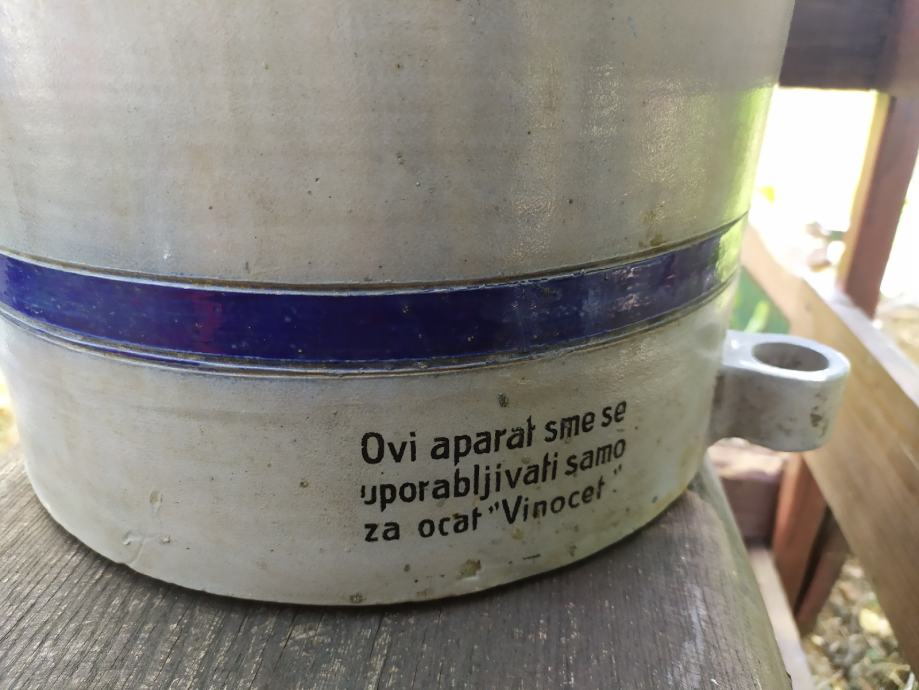 Ovi aparat sme se
uporabljivati samo
za ocat "Vinocet".